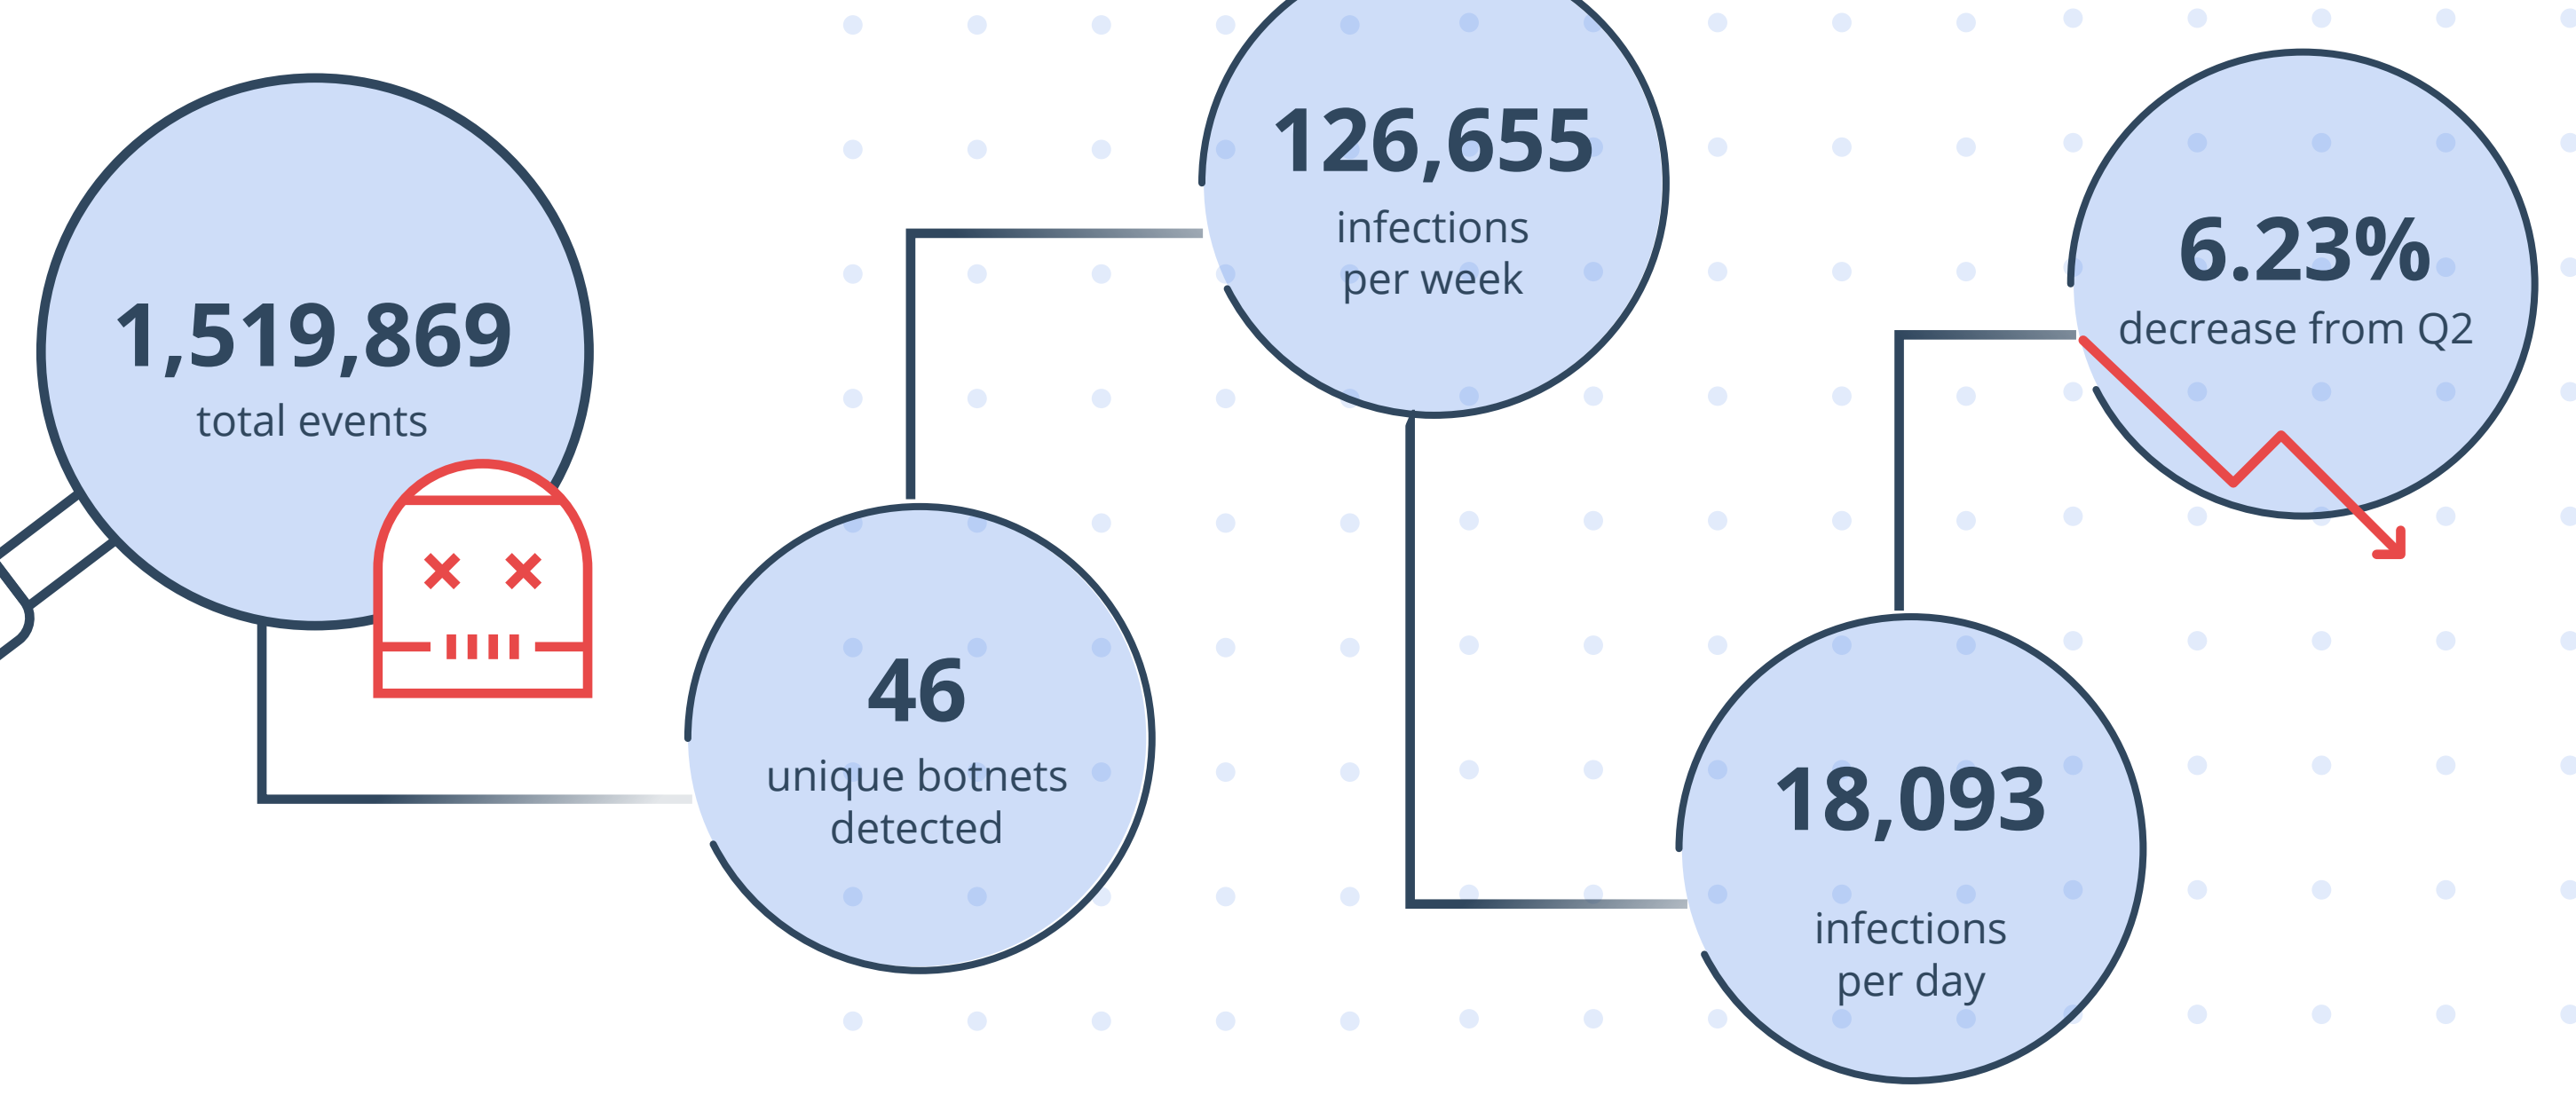 1,519,869
total events
46
unique botnets
detected
126,655
infections
per week
18,093
infections
per day
6.23%
decrease from Q2